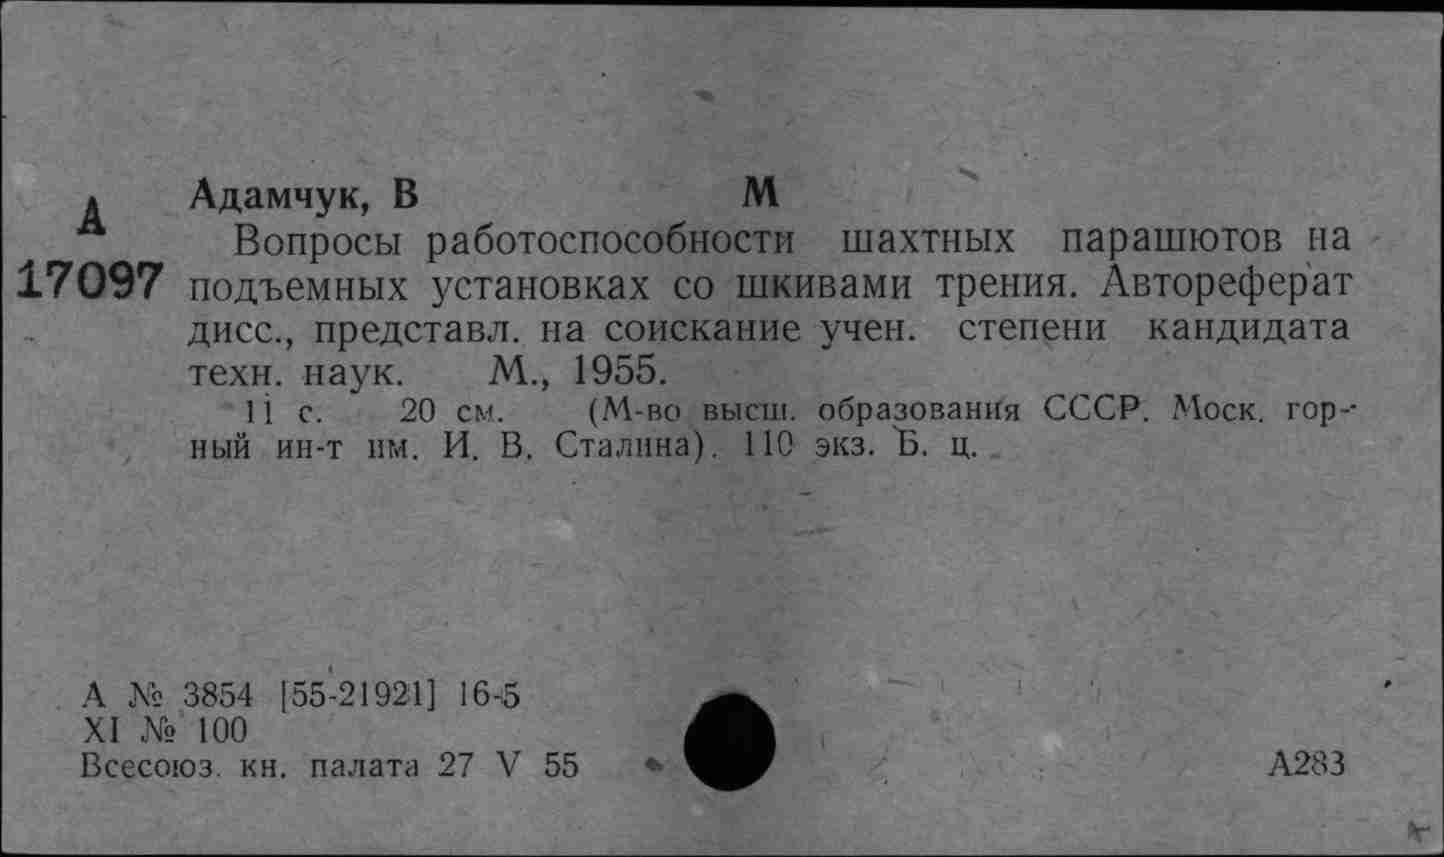 А
17097
Адамчук, В М
Вопросы работоспособности шахтных парашютов на
подъемных установках со шкивами трения. Автореферат
дисс., представл. на соискание учен. степени кандидата
техн. наук. М., 1955.
11 с. 20 см. (М-во высш. образования СССР. Моск. гор-
ный ин-т им. И. В. Сталина). 110 экз. Б. ц.
А № 3854 [55-21921] 16-5
XI № 100
Всесоюз. кн. палата 27 V 55
А283